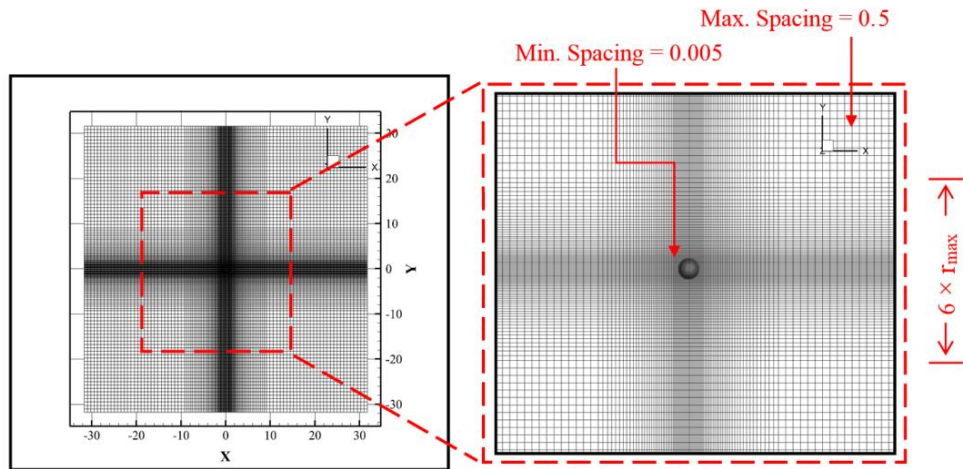 Max. Spacing = 0.5
Min. Spacing = 0.005
Y
X
30
20
10
0
-10
-20
-30
Y
-30 -20 -10 0 10 20 30
X
Y
Z X
6 × rmax